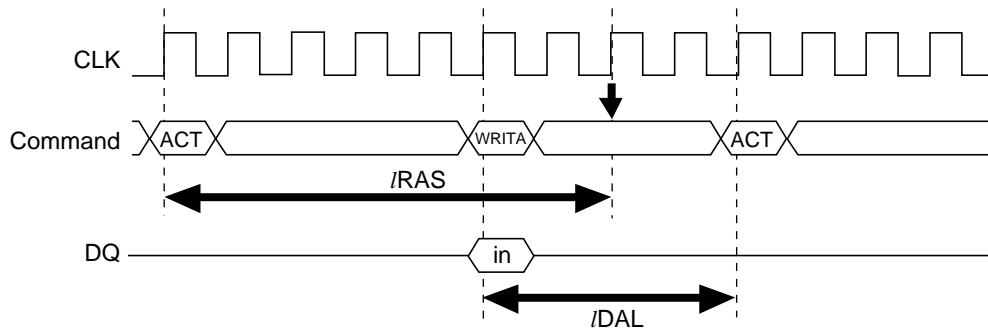 CLK
Command
ACT
WRITA
ACT
lRAS
DQ
in
lDAL